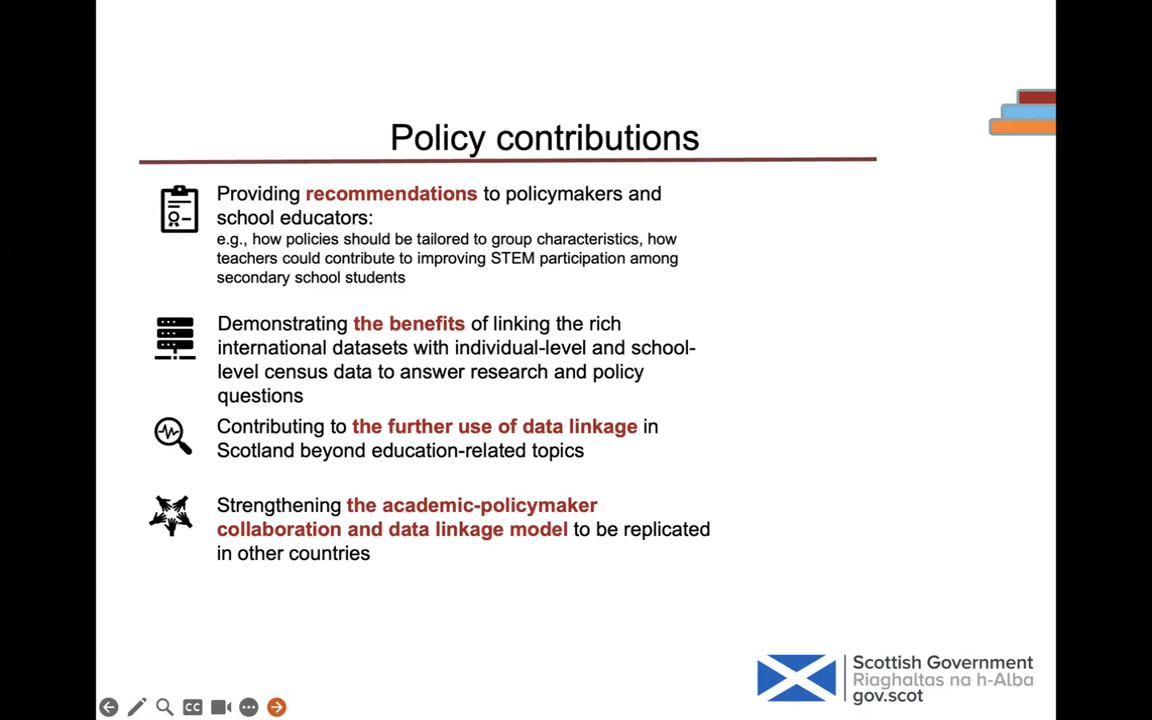 Policy contributions
Providing recommendations to policymakers and
school educators:
e.g., how policies should be tailored to group characteristics, how
teachers could contribute to improving STEM participation among
secondary school students
Demonstrating the benefits of linking the rich
international datasets with individual-level and school-
level census data to answer research and policy
questions
Contributing to the further use of data linkage in
Scotland beyond education-related topics
Strengthening the academic-policymaker
collaboration and data linkage model to be replicated
in other countries
Scottish Government
Riaghaltas na h-Alba
gov.scot
CC